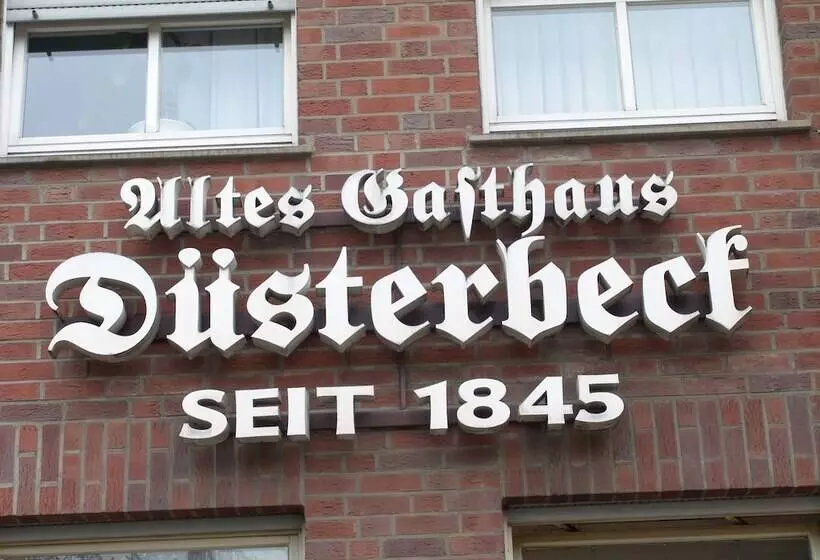 Altes Gaſthaus
Düsterbeck
SEIT 1845